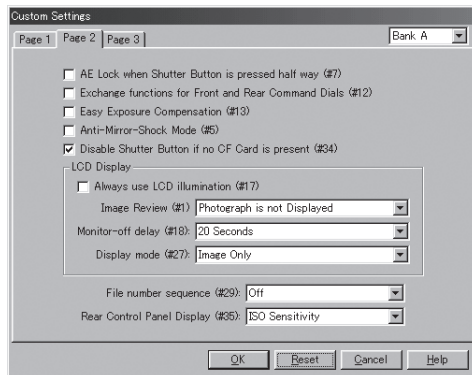 Custom Settings
Page 1 Page 2 Page 3 Bank A
AE Lock when Shutter Button is pressed half way (#7)
Exchange functions for Front and Rear Command Dials (#12)
Easy Exposure Compensation (#13)
Anti-Mirror-Shock Mode (#5)
Disable Shutter Button if no CF Card is present (#34)
LCD Display
Always use LCD illumination (#17)
Image Review (#1) Photograph is not Displayed
Monitor-off delay (#18): 20 Seconds
Display mode (#27): Image Only
File number sequence (#29): Off
Rear Control Panel Display (#35): ISO Sensitivity
OK Reset Cancel Help